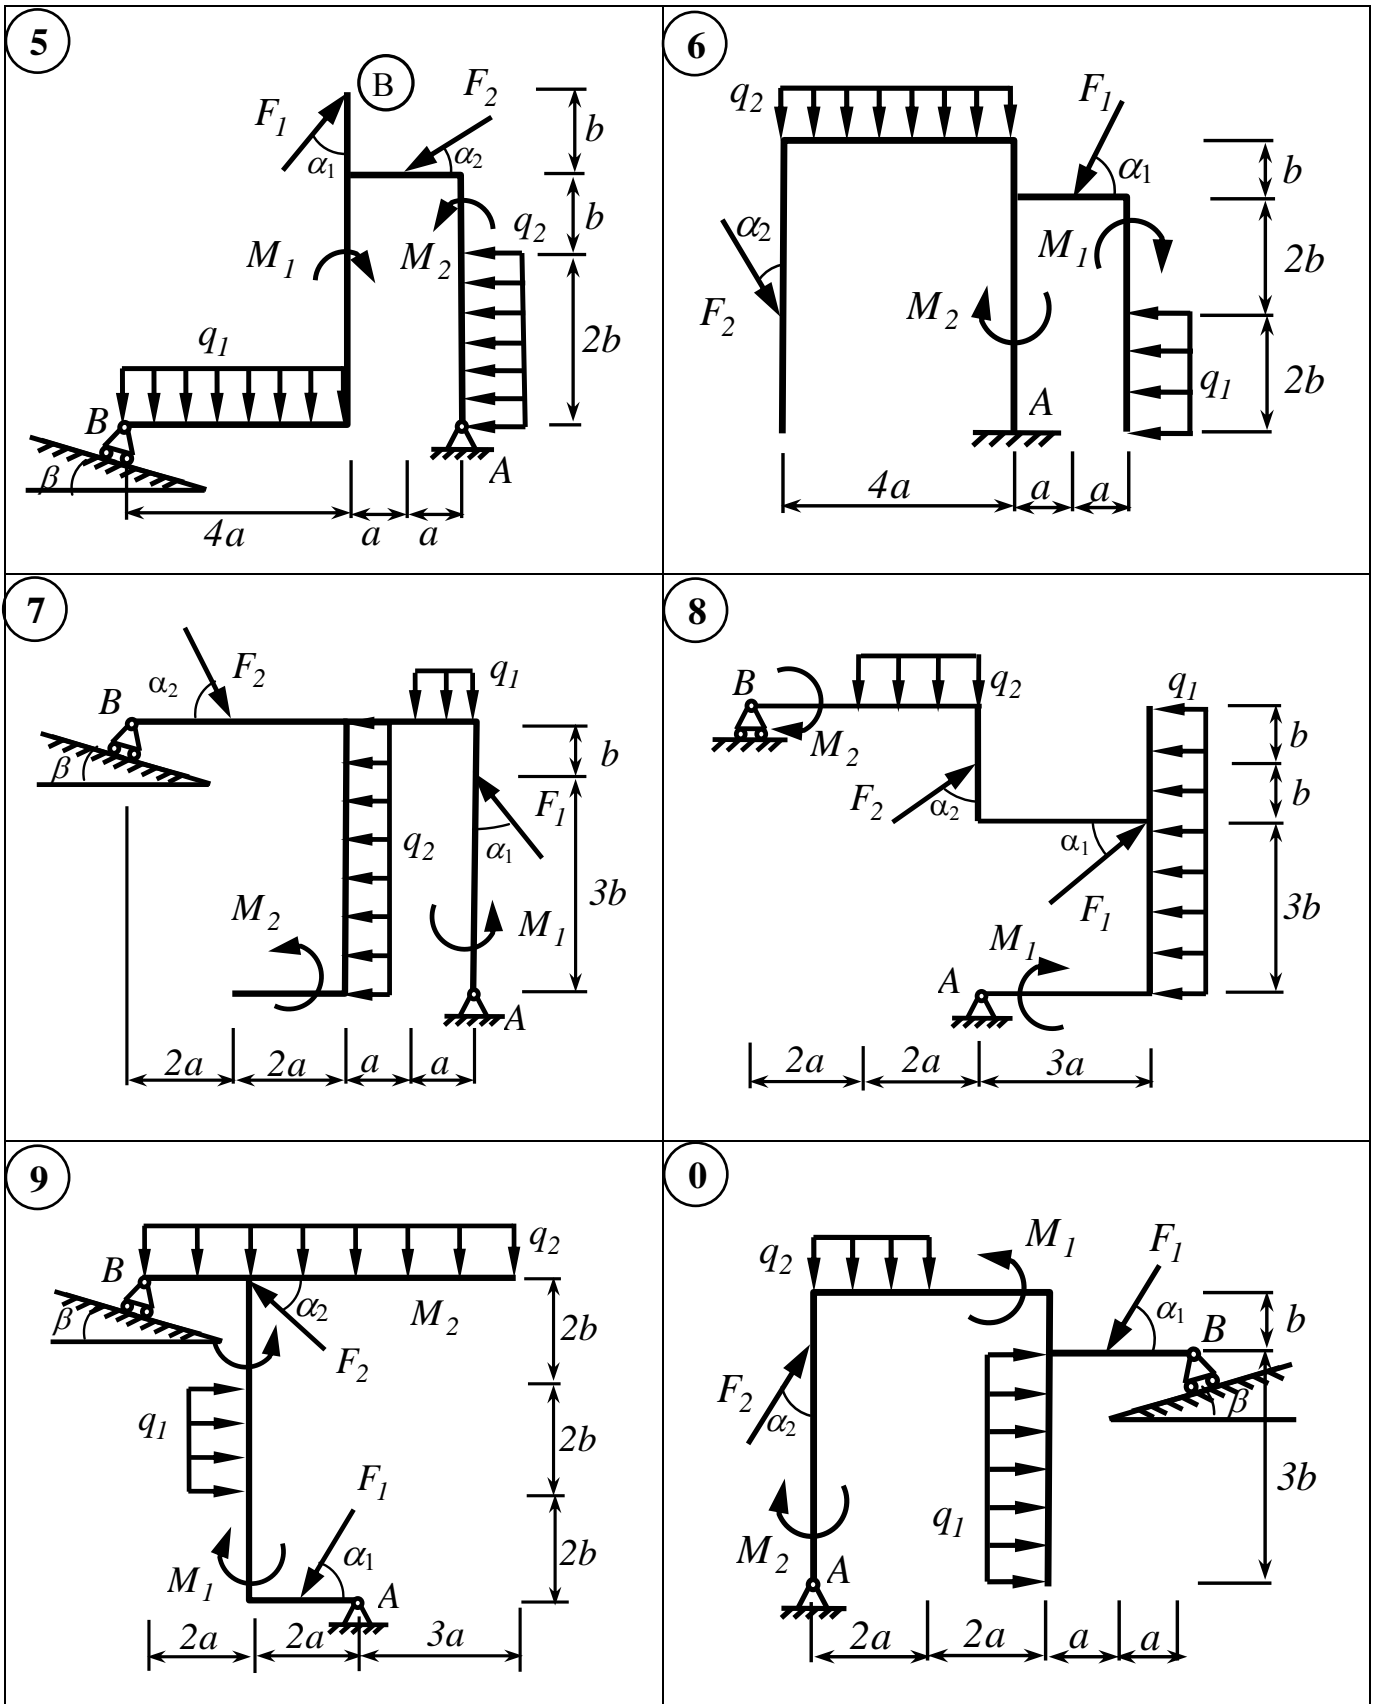 5
B
F₁
α₁
F₂
α₂
b
b
M₁
M₂
q₂
2b
q₁
B
β
A
4a
a
a
6
q₂
F₁
α₁
b
α₂
F₂
M₁
M₂
2b
q₁
2b
A
4a
a
a
7
α₂
F₂
q₁
B
β
b
F₁
α₁
q₂
3b
M₂
M₁
A
2a
2a
a
a
8
B
q₂
q₁
M₂
b
b
F₂
α₂
α₁
F₁
3b
M₁
A
2a
2a
3a
9
q₂
B
β
α₂
M₂
F₂
2b
q₁
2b
F₁
α₁
2b
M₁
A
2a
2a
3a
0
q₂
M₁
F₁
α₁
B
b
F₂
α₂
β
3b
q₁
M₂
A
2a
2a
a
a